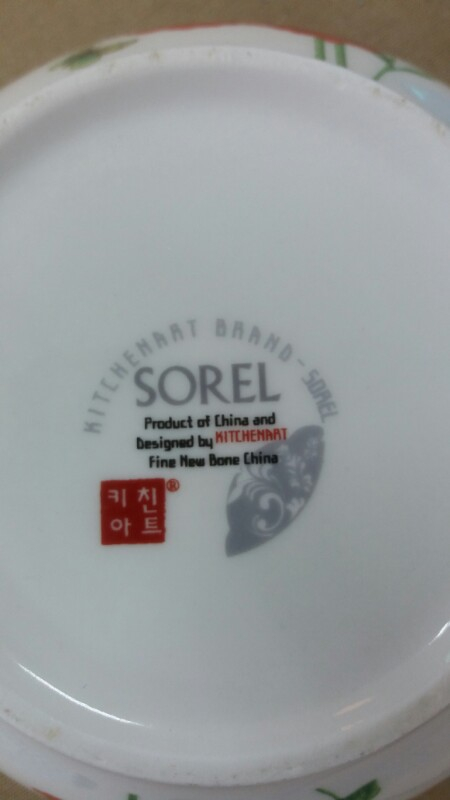 KITCHENART BRAND-SOREL
SOREL
Product of China and
Designed by KITCHENART
Fine New Bone China
키친®
아트